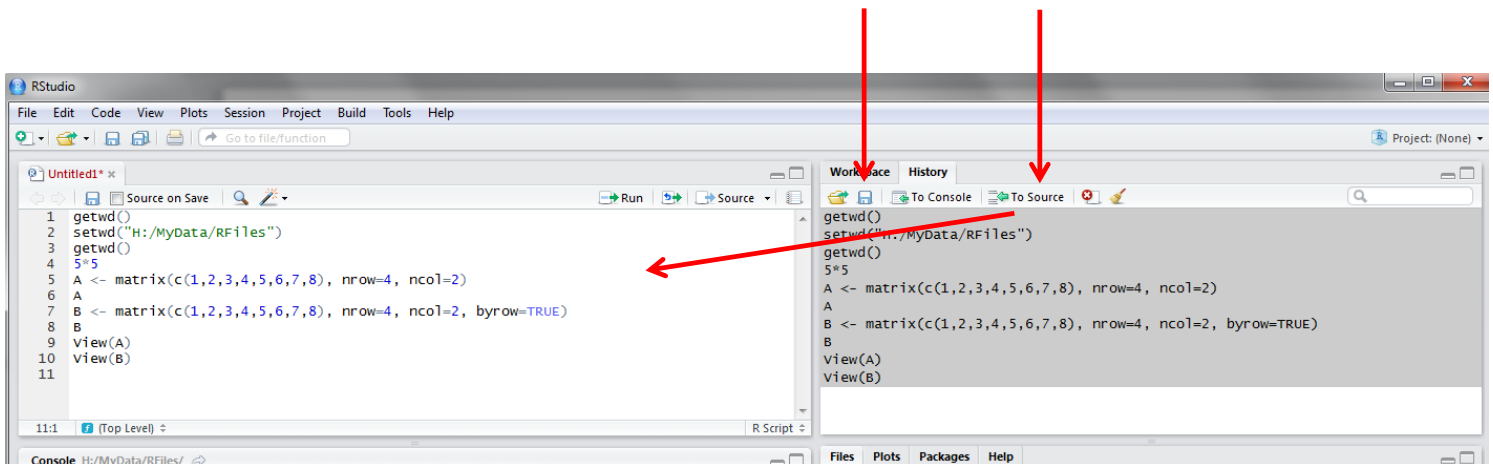 RStudio
File Edit Code View Plots Session Project Build Tools Help
Go to file/function
Project: (None)
Untitled1*
Source on Save
Run
Source
1 getwd()
2 setwd("H:/MyData/RFiles")
3 getwd()
4 5*5
5 A <- matrix(c(1,2,3,4,5,6,7,8), nrow=4, ncol=2)
6 A
7 B <- matrix(c(1,2,3,4,5,6,7,8), nrow=4, ncol=2, byrow=TRUE)
8 B
9 View(A)
10 View(B)
11
11:1 (Top Level) R Script
Console H:/MyData/RFiles/
Workspace History
To Console To Source
getwd()
setwd("H:/MyData/RFiles")
getwd()
5*5
A <- matrix(c(1,2,3,4,5,6,7,8), nrow=4, ncol=2)
A
B <- matrix(c(1,2,3,4,5,6,7,8), nrow=4, ncol=2, byrow=TRUE)
B
View(A)
View(B)
Files Plots Packages Help